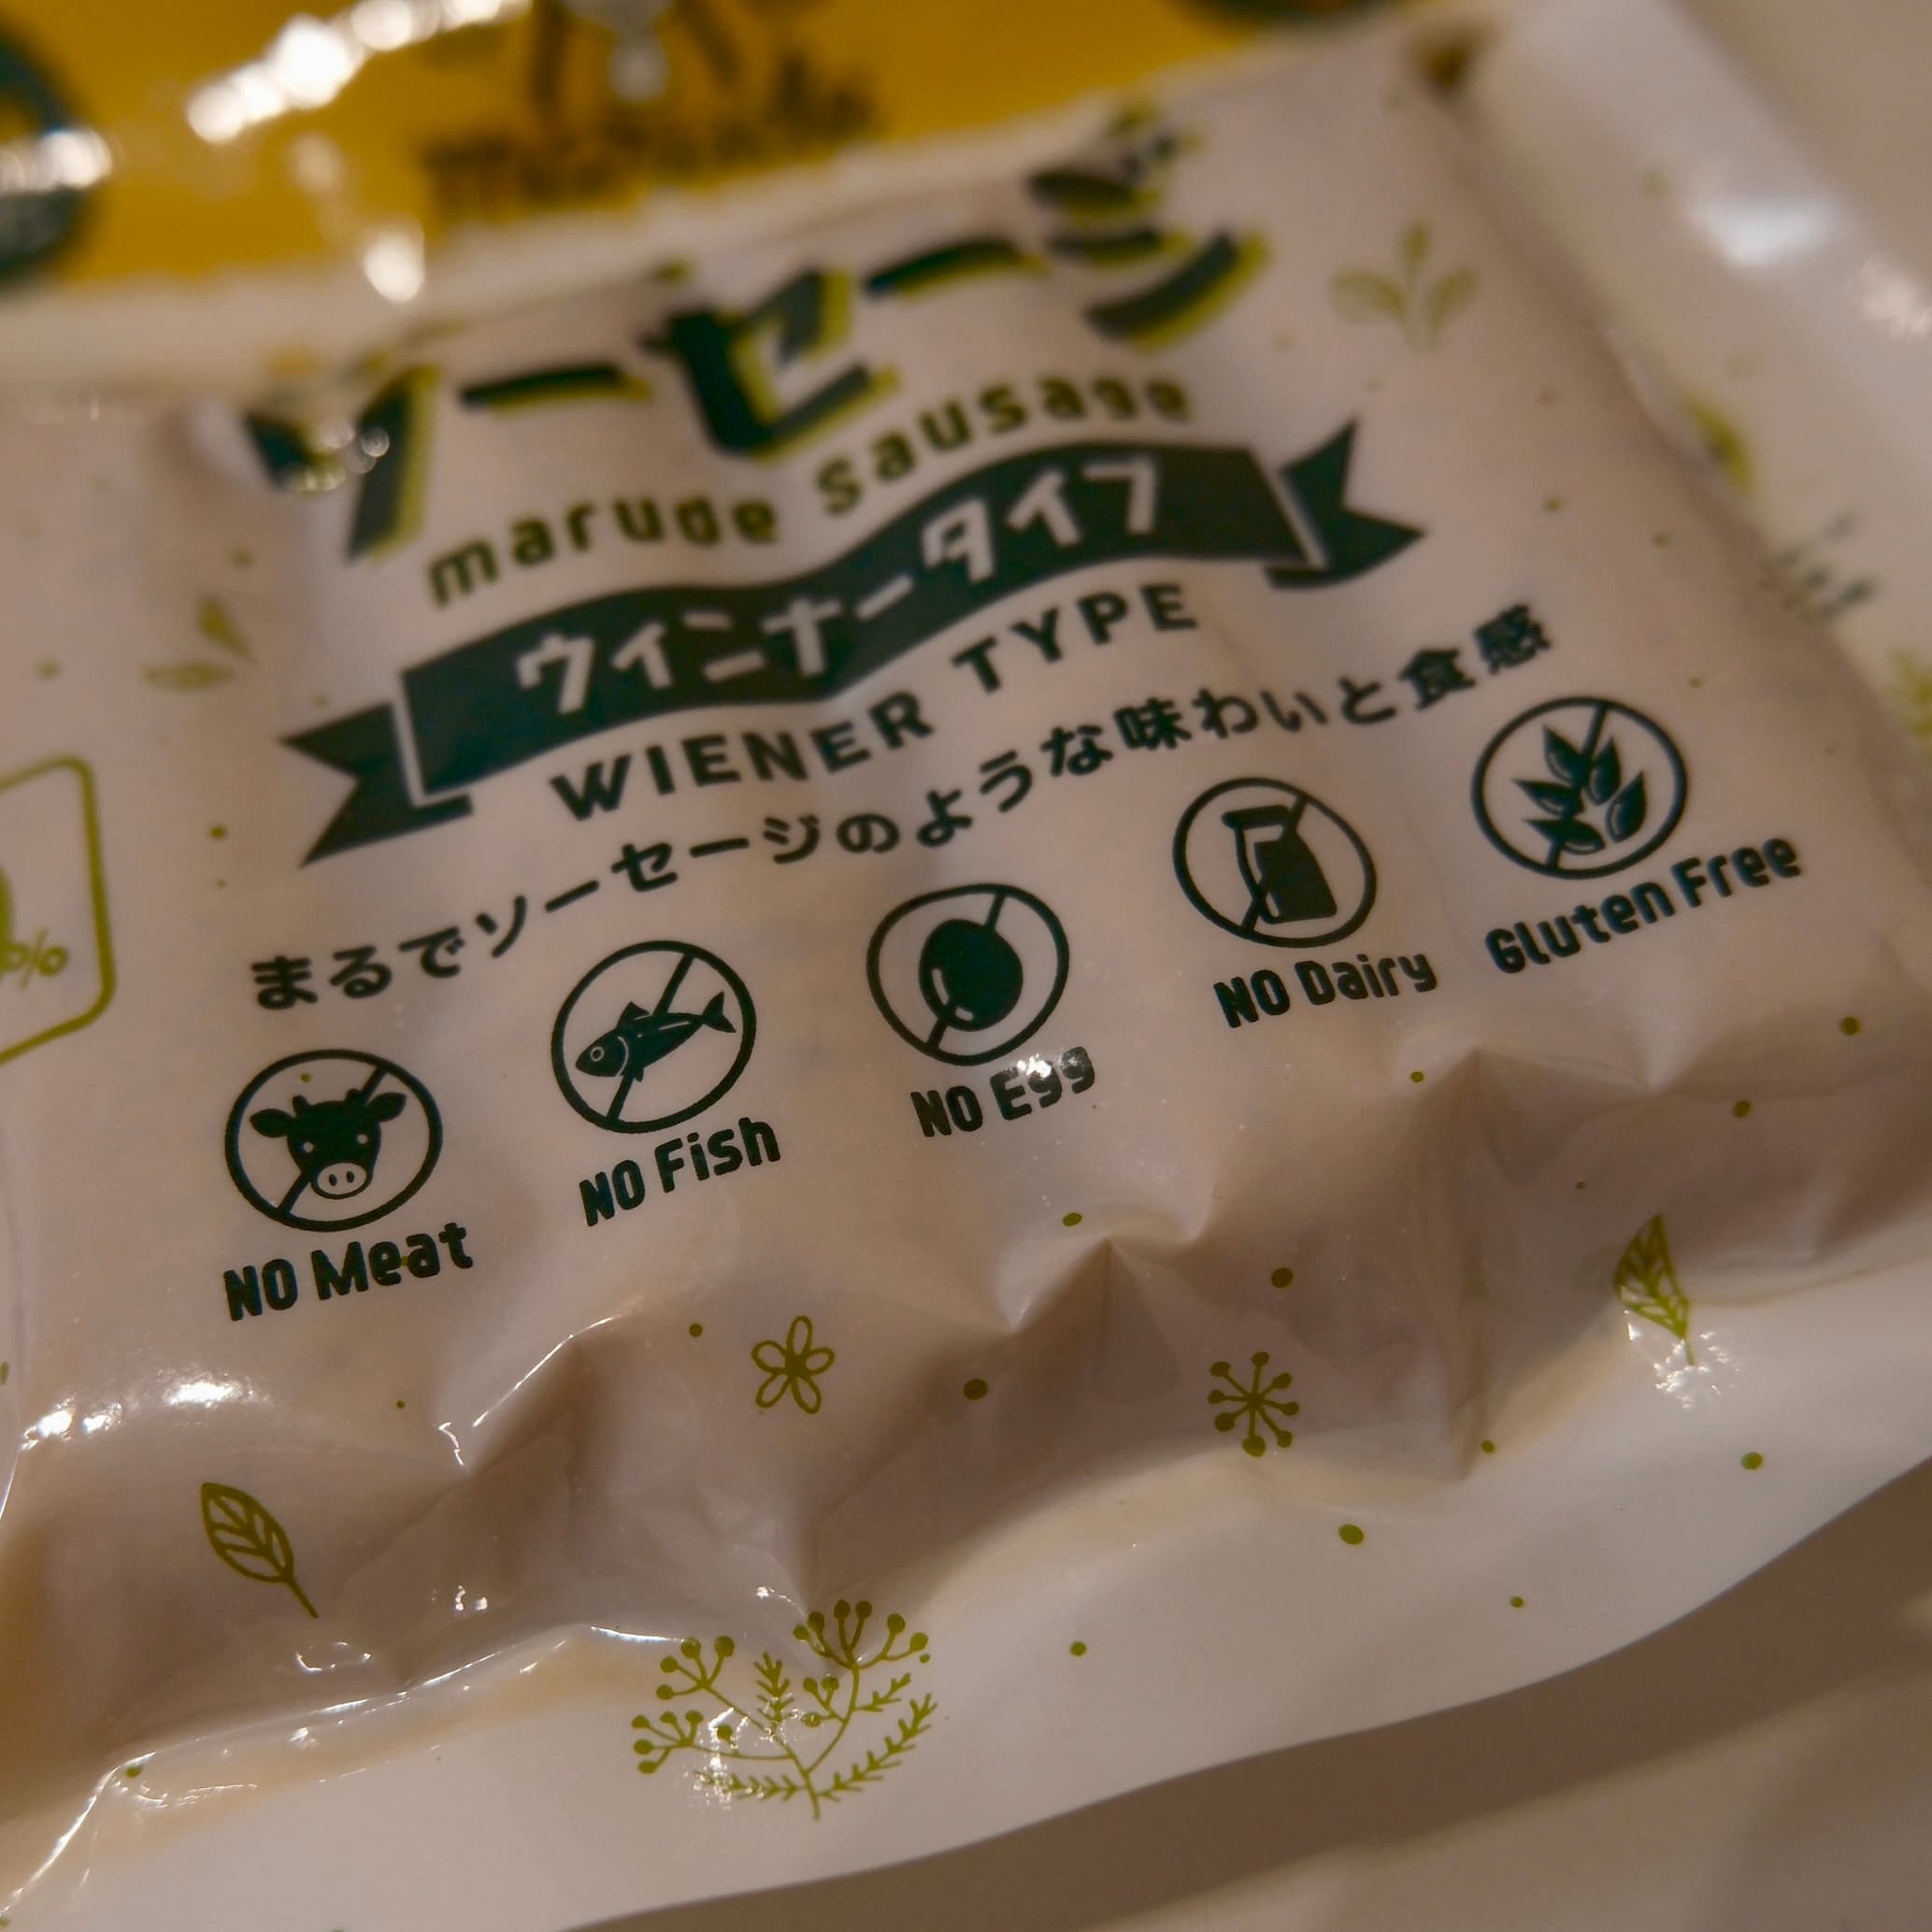 ソーセージ
marude sausage
ウィンナータイプ
WIENER TYPE
まるでソーセージのような味わいと食感
NO Meat
NO Fish
NO Egg
NO Dairy
Gluten Free
%